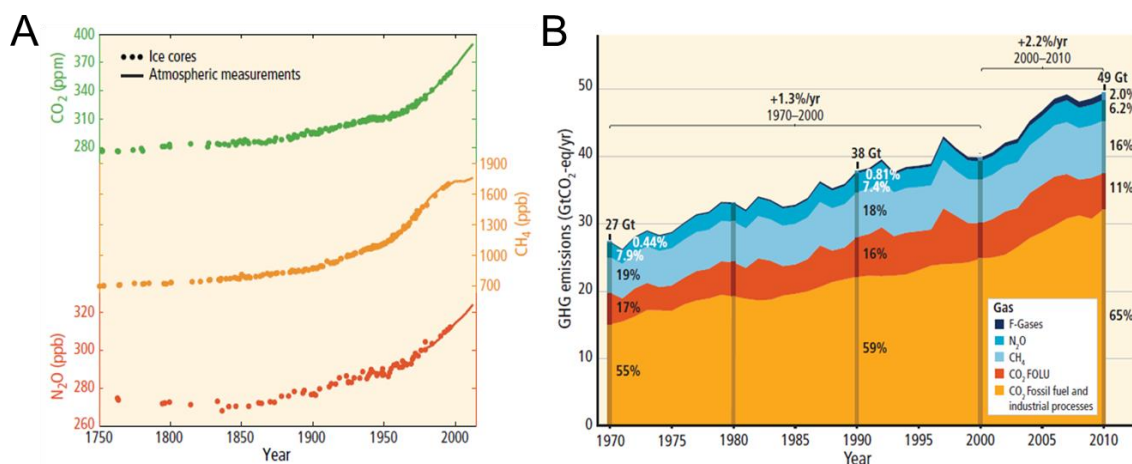 A
400
370
340
310
280
CO₂ (ppm)
Ice cores
Atmospheric measurements
1900
1600
1300
1000
700
CH₄ (ppb)
320
300
280
260
N₂O (ppb)
1750 1800 1850 1900 1950 2000
Year
B
GHG emissions (GtCO₂-eq/yr)
50
40
30
20
10
0
+2.2%/yr
2000–2010
+1.3%/yr
1970–2000
27 Gt
0.44%
7.9%
19%
17%
55%
38 Gt
0.81%
7.4%
18%
16%
59%
49 Gt
2.0%
6.2%
16%
11%
65%
Gas
F-Gases
N₂O
CH₄
CO₂ FOLU
CO₂ Fossil fuel and
industrial processes
1970 1975 1980 1985 1990 1995 2000 2005 2010
Year